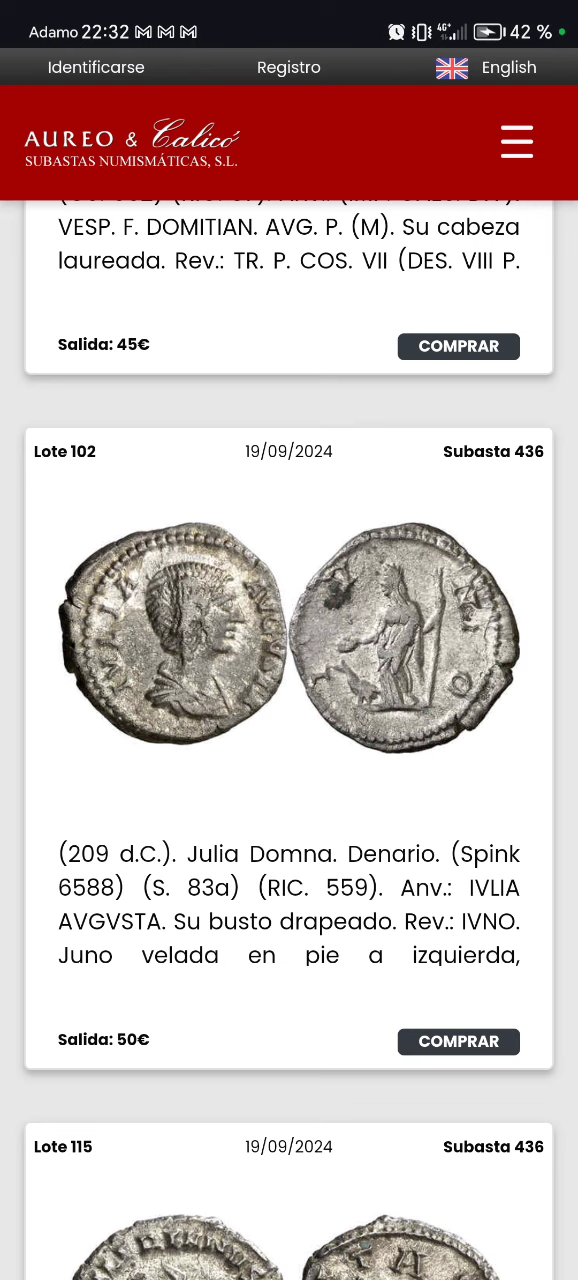 Adamo 22:32
4G+ 42 %
Identificarse Registro English
AUREO & Calicó
SUBASTAS NUMISMÁTICAS, S.L.
VESP. F. DOMITIAN. AVG. P. (M). Su cabeza
laureada. Rev.: TR. P. COS. VII (DES. VIII P.
Salida: 45€ COMPRAR
Lote 102 19/09/2024 Subasta 436
IVLIA AVGVSTA
(209 d.C.). Julia Domna. Denario. (Spink
6588) (S. 83a) (RIC. 559). Anv.: IVLIA
AVGVSTA. Su busto drapeado. Rev.: IVNO.
Juno velada en pie a izquierda,
Salida: 50€ COMPRAR
Lote 115 19/09/2024 Subasta 436